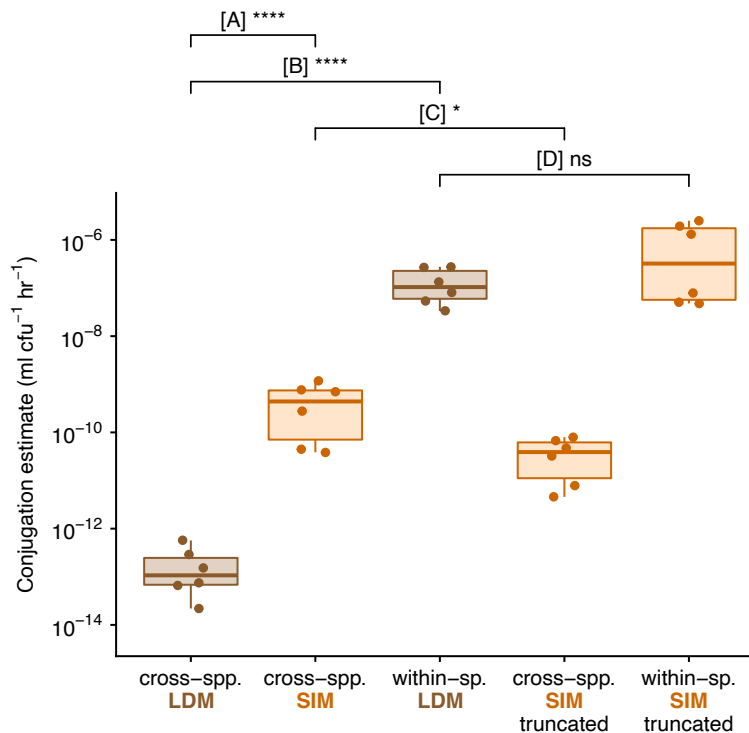 [A] ****
[B] ****
[C] *
[D] ns
Conjugation estimate (ml cfu⁻¹ hr⁻¹)
10⁻⁶
10⁻⁸
10⁻¹⁰
10⁻¹²
10⁻¹⁴
cross–spp. cross–spp. within–sp. cross–spp. within–sp.
LDM SIM LDM SIM SIM
truncated truncated